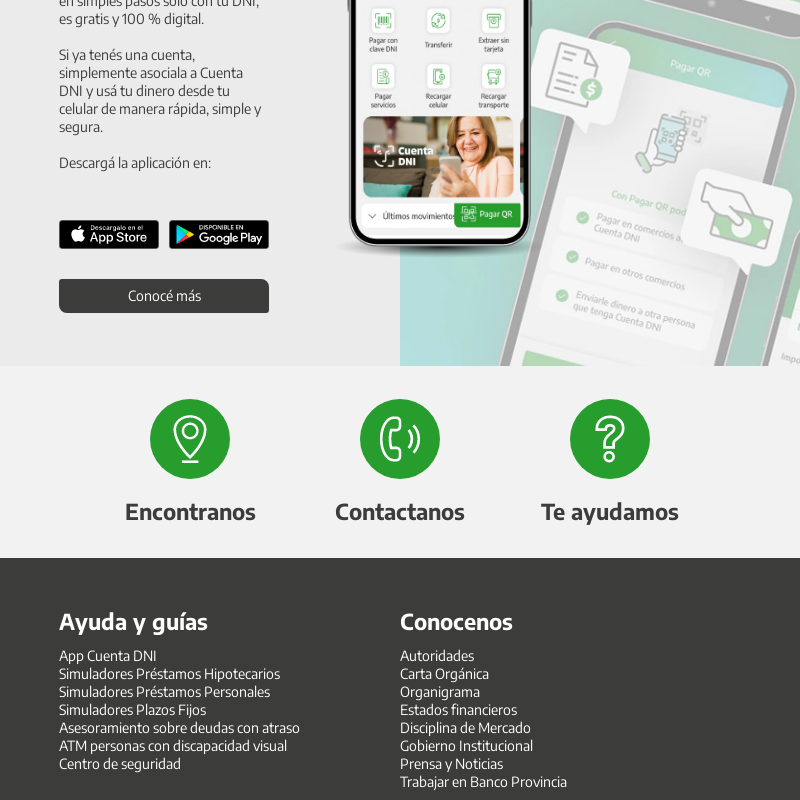 en simples pasos solo con tu DNI,
es gratis y 100 % digital.
Si ya tenés una cuenta,
simplemente asociala a Cuenta
DNI y usá tu dinero desde tu
celular de manera rápida, simple y
segura.
Descargá la aplicación en:
Descargalo en el
App Store
DISPONIBLE EN
Google Play
Conocé más
Pagar con
clave DNI
Transferir
Extraer sin
tarjeta
Pagar
servicios
Recargar
celular
Recargar
transporte
Cuenta
DNI
Últimos movimientos
Pagar QR
Pagar QR
Con Pagar QR
Pagar en comercios
Cuenta DNI
Pagar en otros comercios
Enviarle dinero a otra persona
que tenga Cuenta DNI
Encontranos
Contactanos
Te ayudamos
Ayuda y guías
App Cuenta DNI
Simuladores Préstamos Hipotecarios
Simuladores Préstamos Personales
Simuladores Plazos Fijos
Asesoramiento sobre deudas con atraso
ATM personas con discapacidad visual
Centro de seguridad
Conocenos
Autoridades
Carta Orgánica
Organigrama
Estados financieros
Disciplina de Mercado
Gobierno Institucional
Prensa y Noticias
Trabajar en Banco Provincia